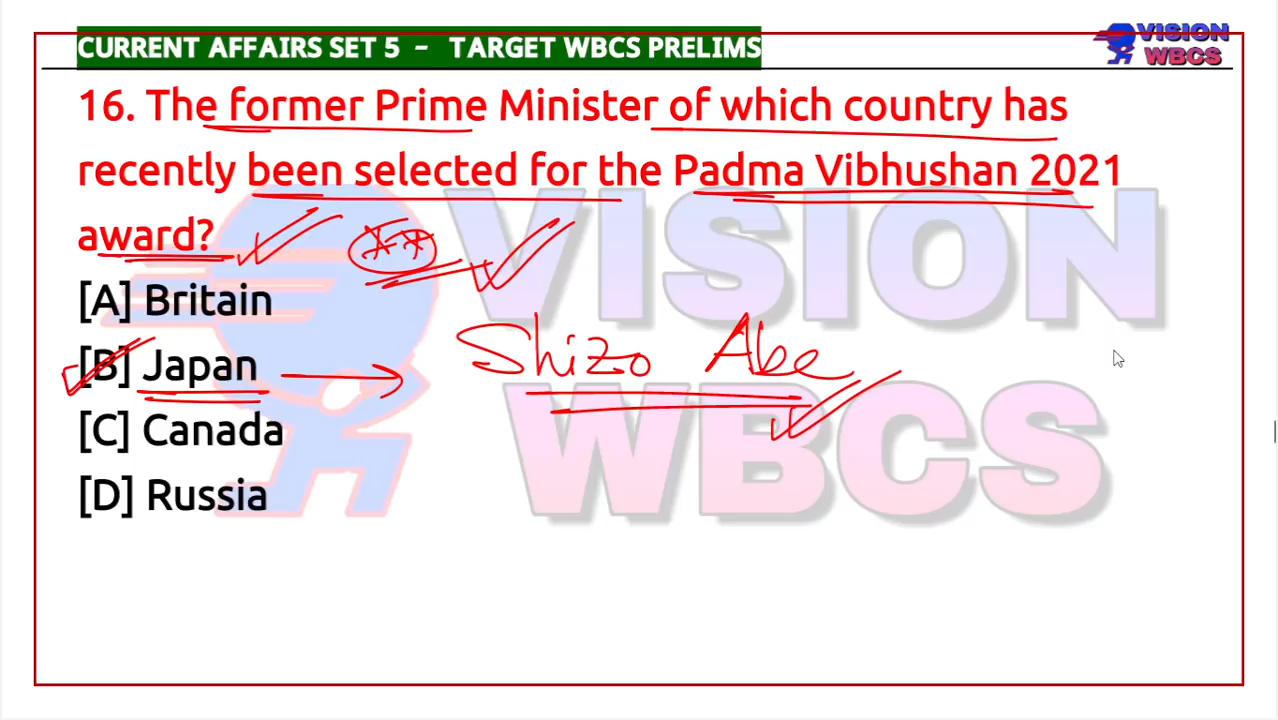 CURRENT AFFAIRS SET 5 - TARGET WBCS PRELIMS
VISION
WBCS
16. The former Prime Minister of which country has
recently been selected for the Padma Vibhushan 2021
award?
[A] Britain
[B] Japan
Shizo Abe
[C] Canada
[D] Russia
VISION
WBCS